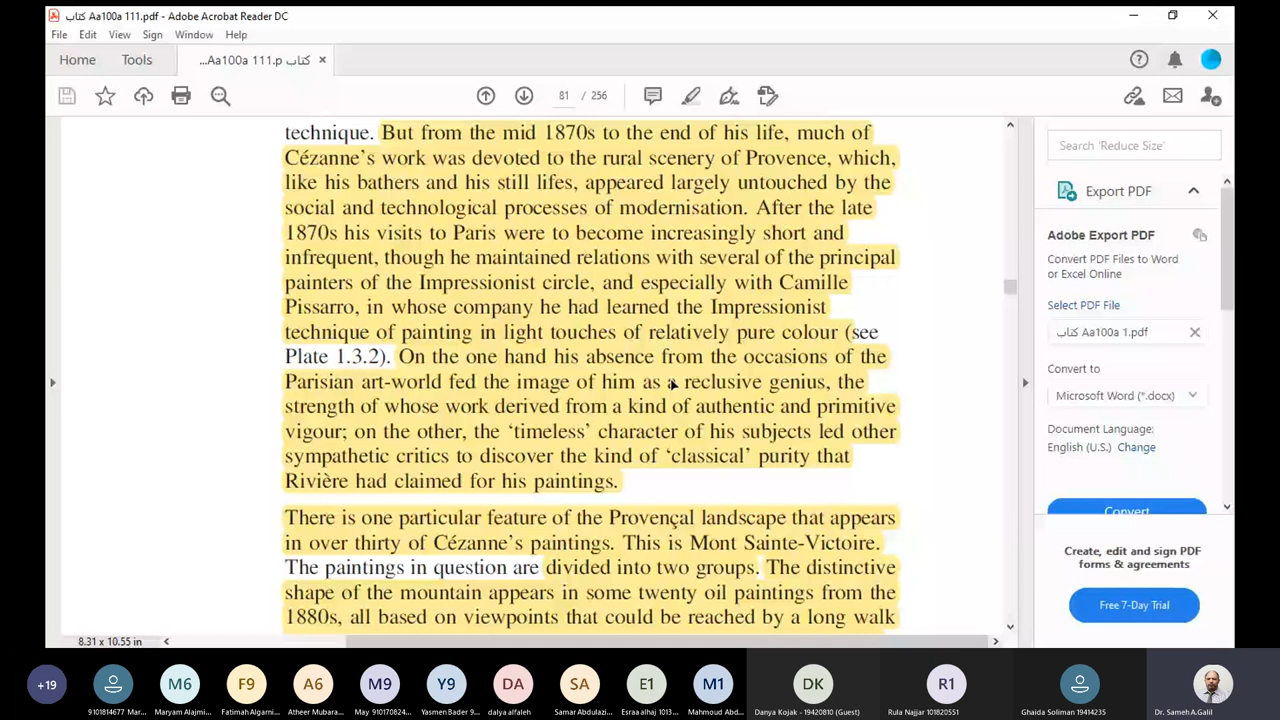 كتاب Aa100a 111.pdf - Adobe Acrobat Reader DC
File Edit View Sign Window Help
Home Tools ...Aa100a 111.p كتاب ×
81 / 256
technique. But from the mid 1870s to the end of his life, much of
Cézanne's work was devoted to the rural scenery of Provence, which,
like his bathers and his still lifes, appeared largely untouched by the
social and technological processes of modernisation. After the late
1870s his visits to Paris were to become increasingly short and
infrequent, though he maintained relations with several of the principal
painters of the Impressionist circle, and especially with Camille
Pissarro, in whose company he had learned the Impressionist
technique of painting in light touches of relatively pure colour (see
Plate 1.3.2). On the one hand his absence from the occasions of the
Parisian art-world fed the image of him as a reclusive genius, the
strength of whose work derived from a kind of authentic and primitive
vigour; on the other, the 'timeless' character of his subjects led other
sympathetic critics to discover the kind of 'classical' purity that
Rivière had claimed for his paintings.
There is one particular feature of the Provençal landscape that appears
in over thirty of Cézanne's paintings. This is Mont Sainte-Victoire.
The paintings in question are divided into two groups. The distinctive
shape of the mountain appears in some twenty oil paintings from the
1880s, all based on viewpoints that could be reached by a long walk
8.31 x 10.55 in
Search 'Reduce Size'
Export PDF
Adobe Export PDF
Convert PDF Files to Word
or Excel Online
Select PDF File
كتاب Aa100a 1.pdf
Convert to
Microsoft Word (*.docx)
Document Language:
English (U.S.) Change
Convert
Create, edit and sign PDF
forms & agreements
Free 7-Day Trial
+19 M6 F9 A6 M9 Y9 DA SA E1 M1 DK R1
9101814677 Mar... Maryam Alajmi... Fatimah Algarni... Atheer Mubara... May 910170824... Yasmen Bader 9... dalya alfaleh Samar Abdulazi... Esraa alhaj 1013... Mahmoud Abd... Danya Kojak - 19420810 (Guest) Rula Najjar 101820551 Ghaida Soliman 19414235 Dr. Sameh A.Galil